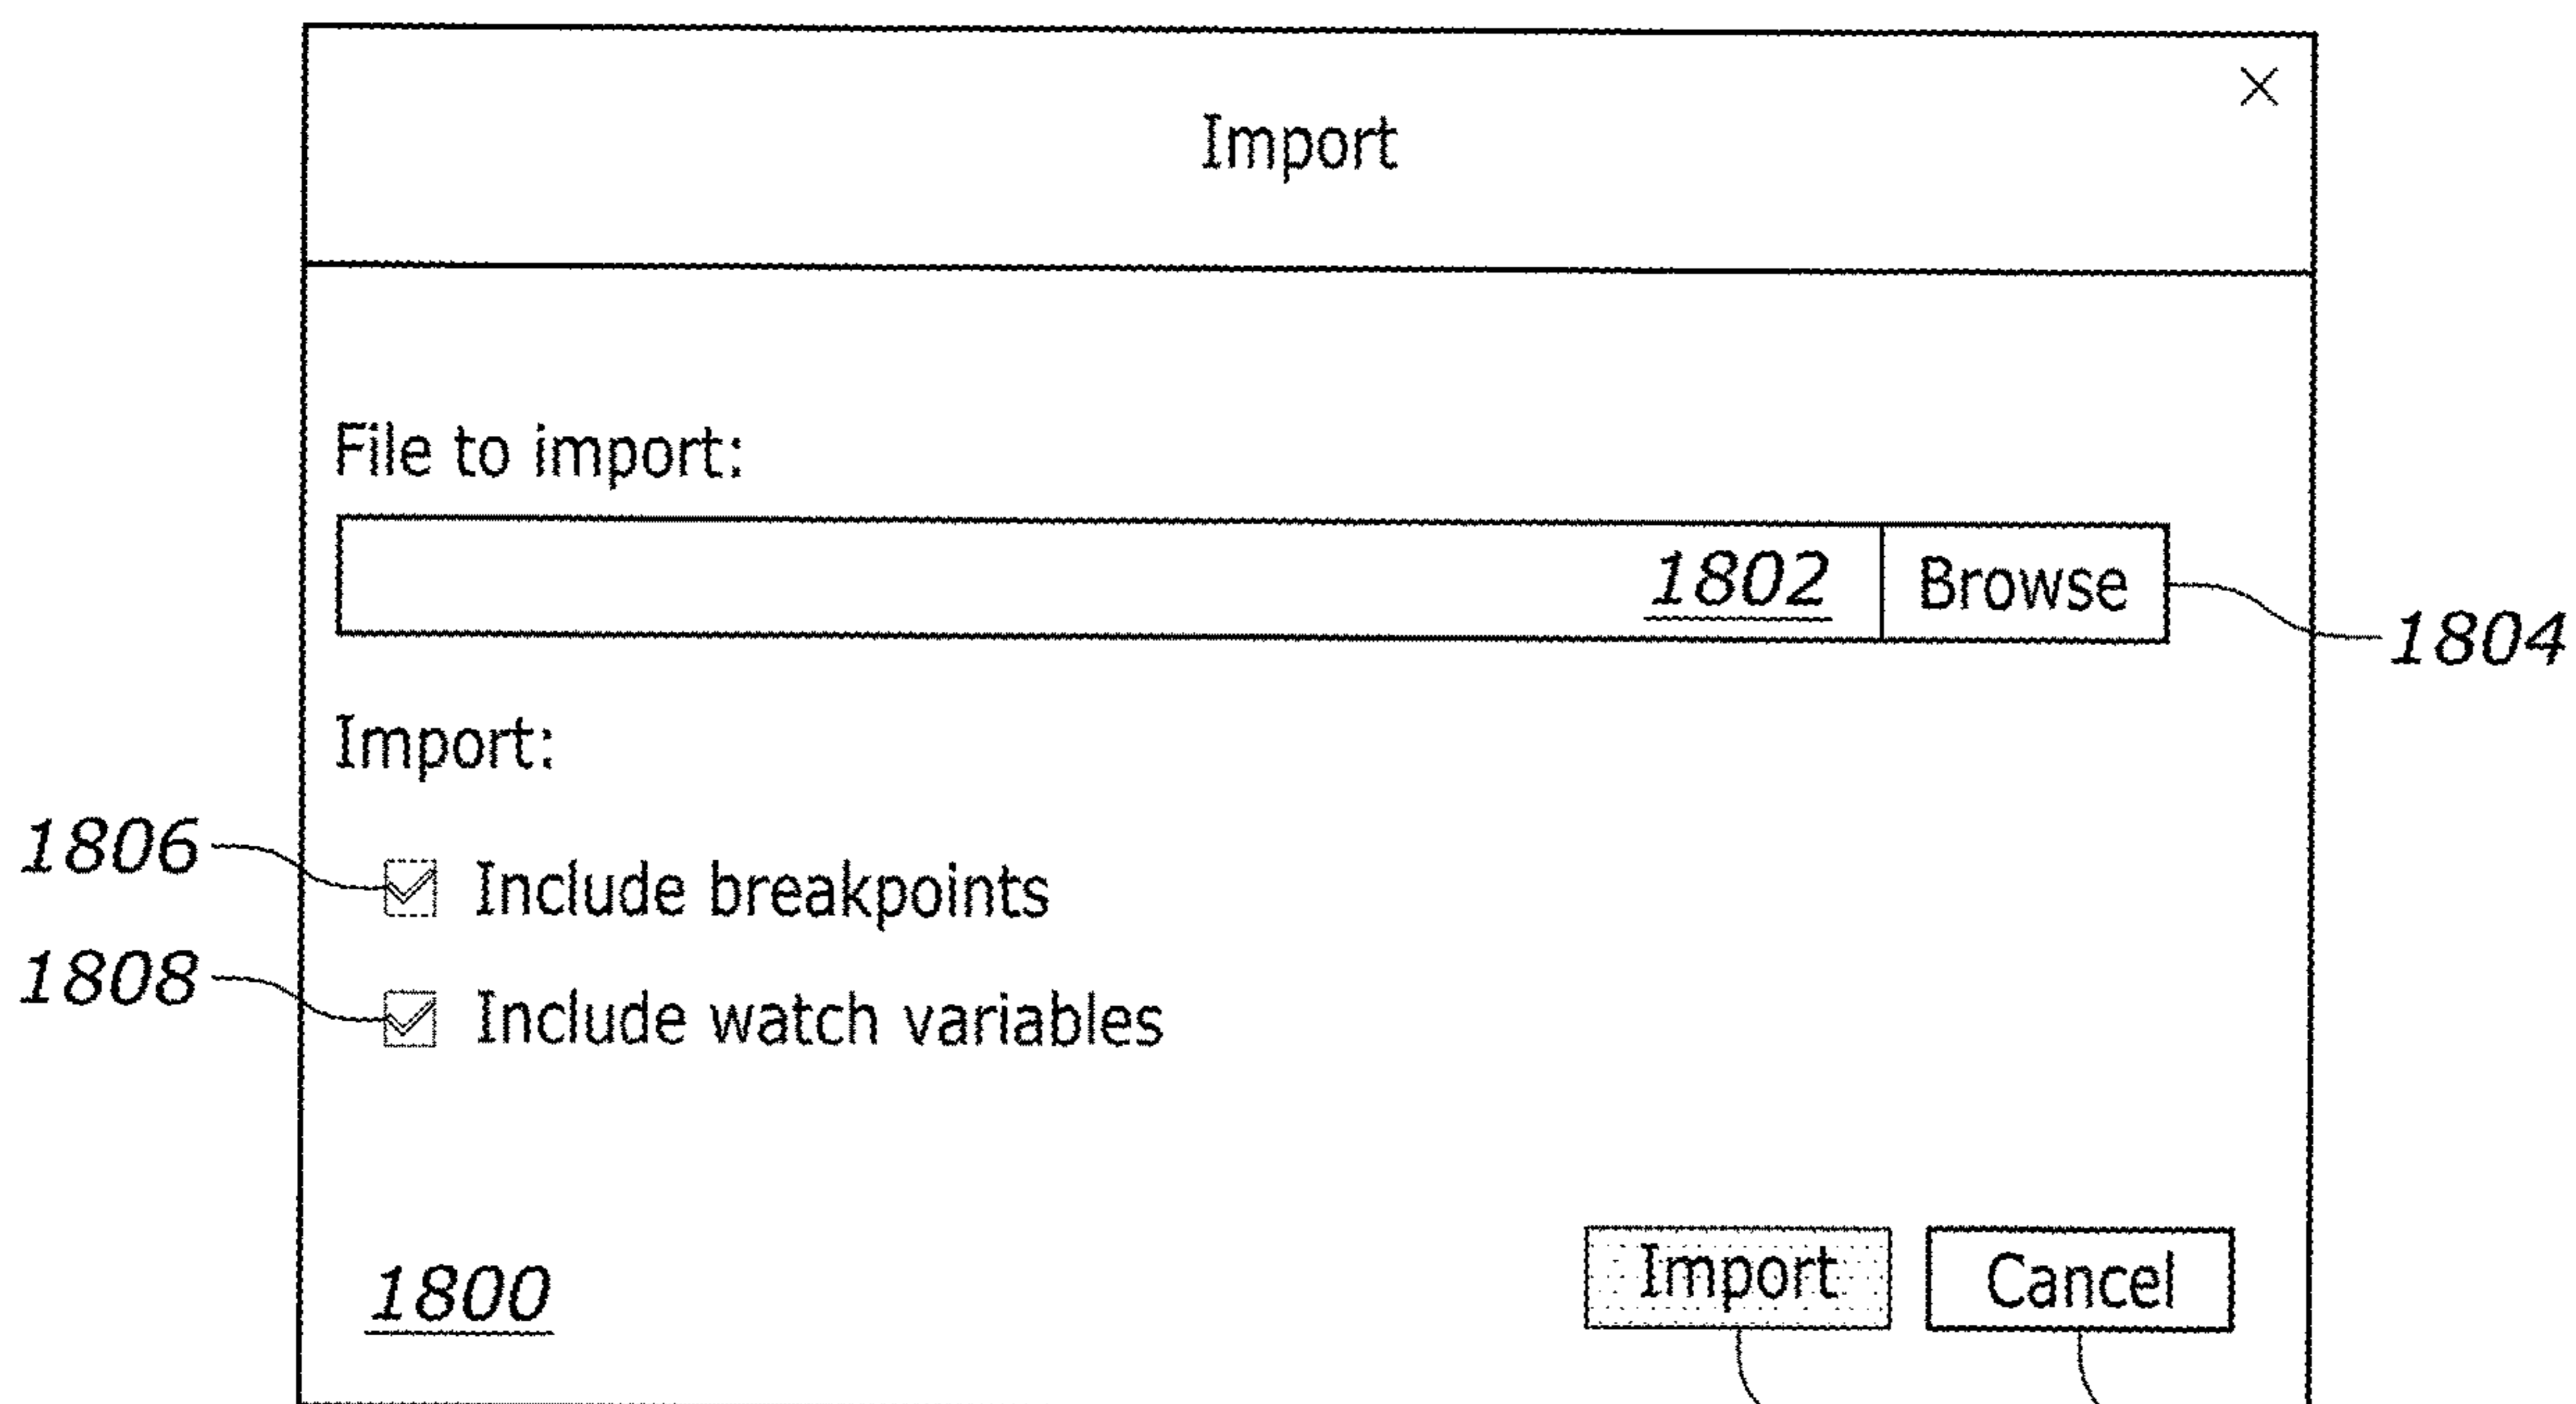 ×
Import
File to import:
1802 Browse
1804
Import:
1806 Include breakpoints
1808 Include watch variables
1800 Import Cancel